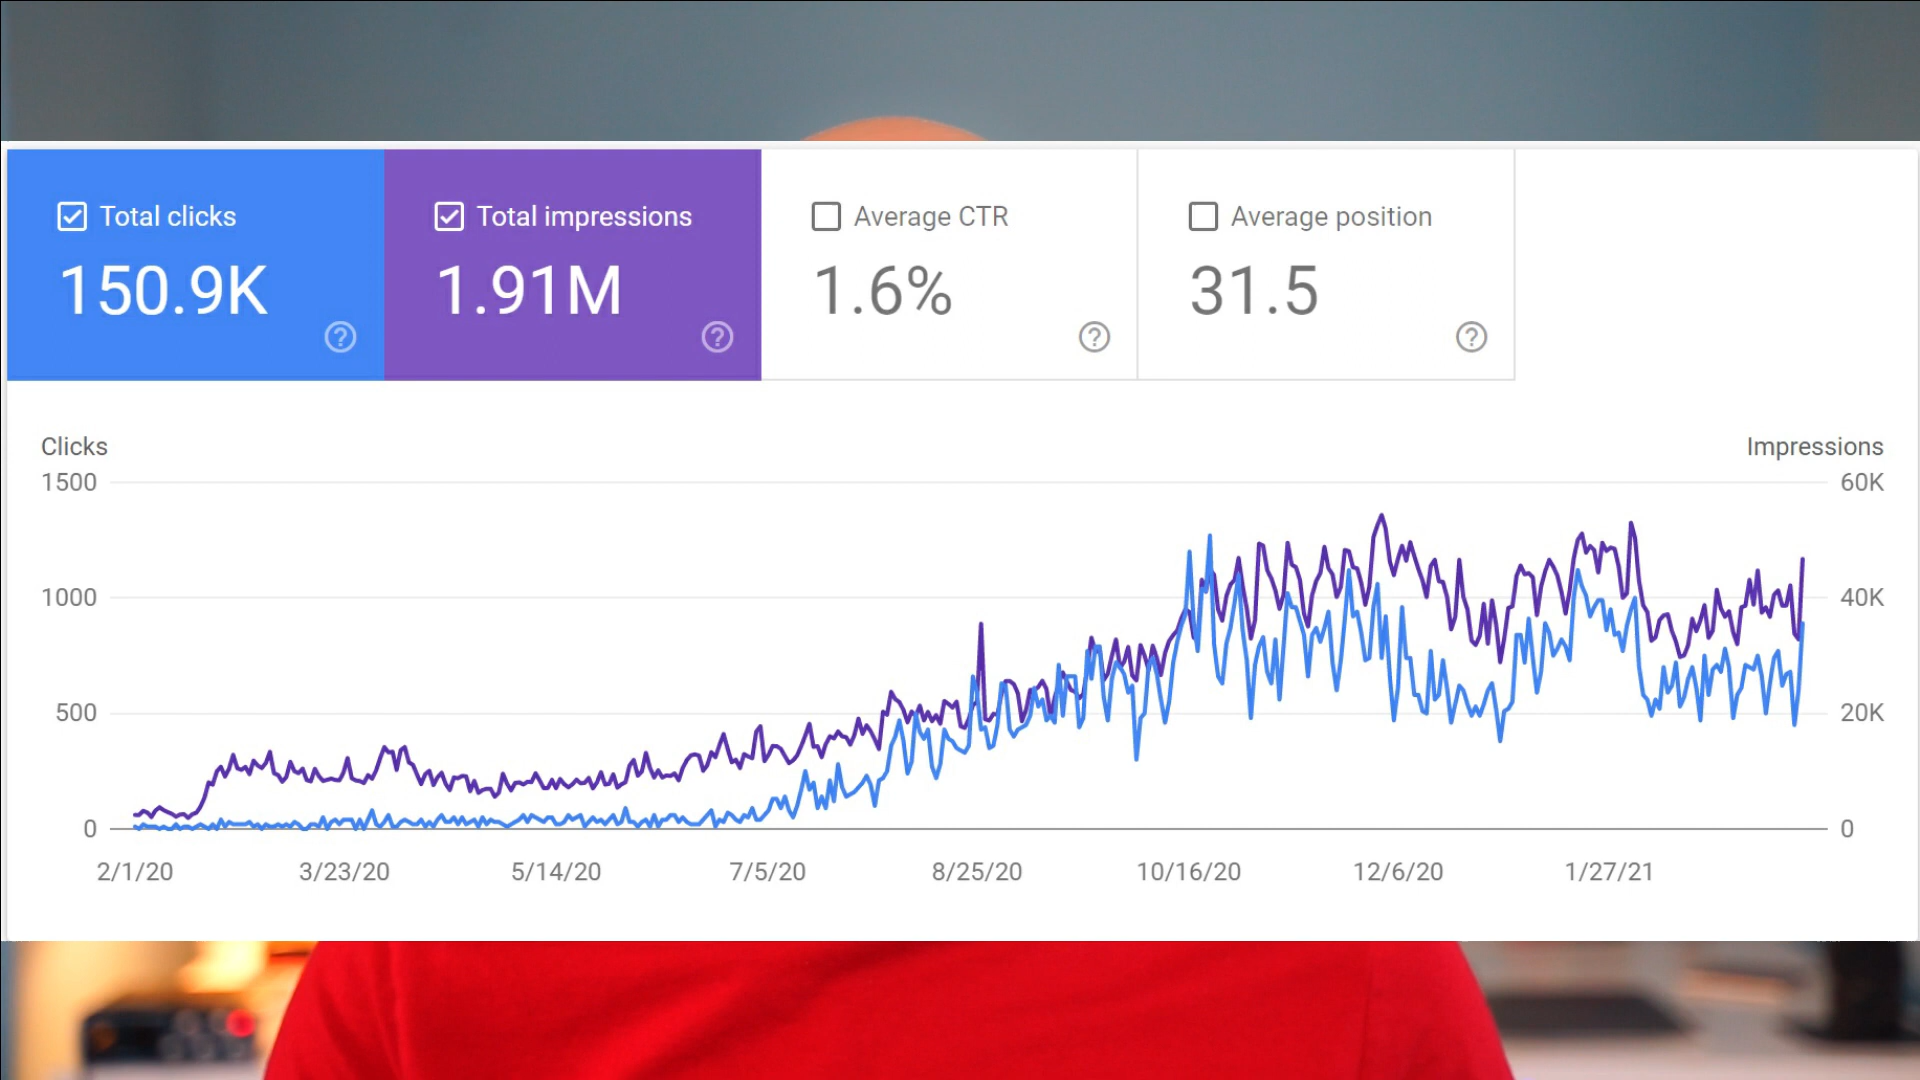 Total clicks
150.9K
Total impressions
1.91M
Average CTR
1.6%
Average position
31.5
Clicks
Impressions
1500
60K
1000
40K
500
20K
0
0
2/1/20 3/23/20 5/14/20 7/5/20 8/25/20 10/16/20 12/6/20 1/27/21